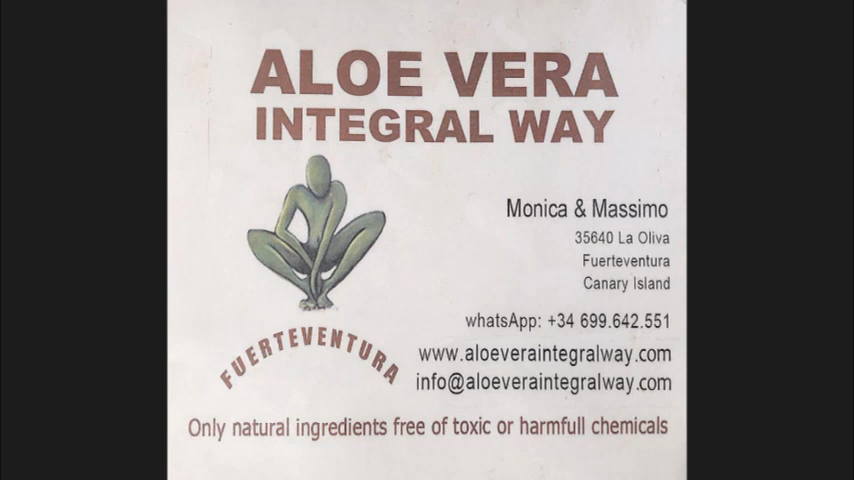 ALOE VERA
INTEGRAL WAY
Monica & Massimo
35640 La Oliva
Fuerteventura
Canary Island
whatsApp: +34 699.642.551
www.aloeveraintegralway.com
info@aloeveraintegralway.com
FUERTEVENTURA
Only natural ingredients free of toxic or harmfull chemicals